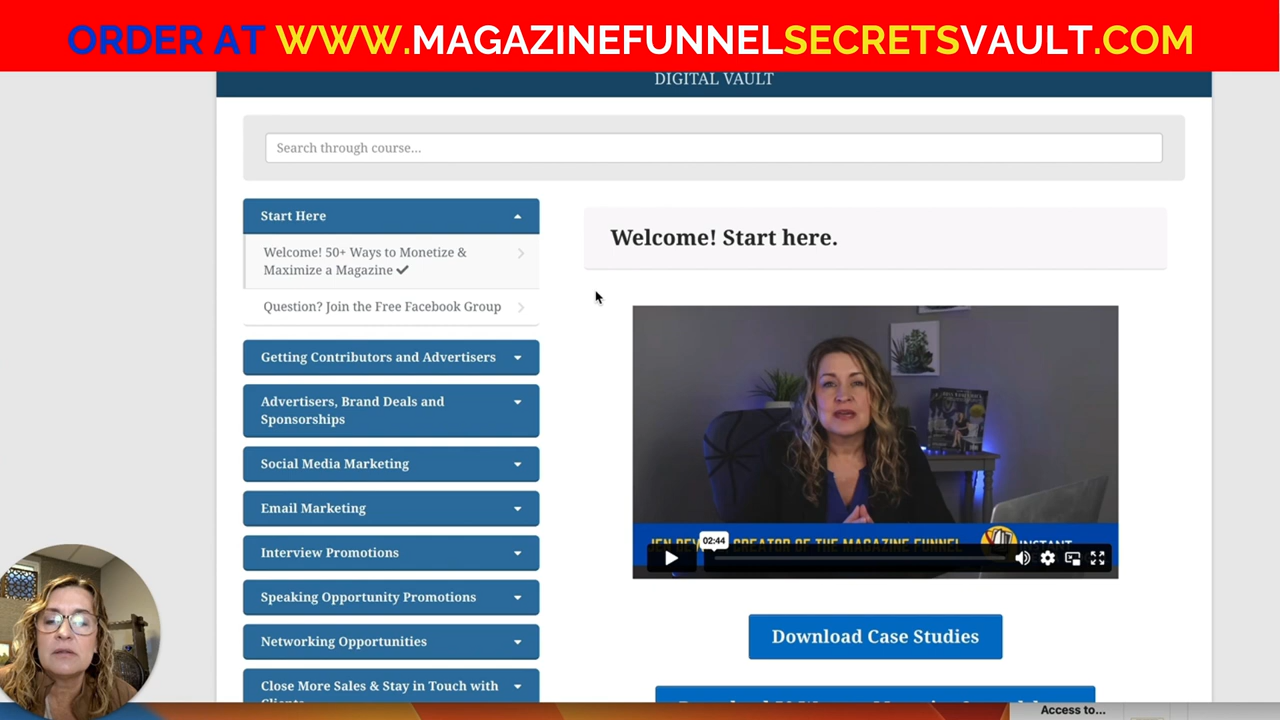 ORDER AT WWW.MAGAZINEFUNNELSECRETSVAULT.COM
DIGITAL VAULT
Search through course...
Start Here
Welcome! 50+ Ways to Monetize &
Maximize a Magazine
Question? Join the Free Facebook Group
Getting Contributors and Advertisers
Advertisers, Brand Deals and
Sponsorships
Social Media Marketing
Email Marketing
Interview Promotions
Speaking Opportunity Promotions
Networking Opportunities
Close More Sales & Stay in Touch with
Clients
Welcome! Start here.
02:44
CREATOR OF THE MAGAZINE FUNNEL
INSTANT
Download Case Studies
Access to...